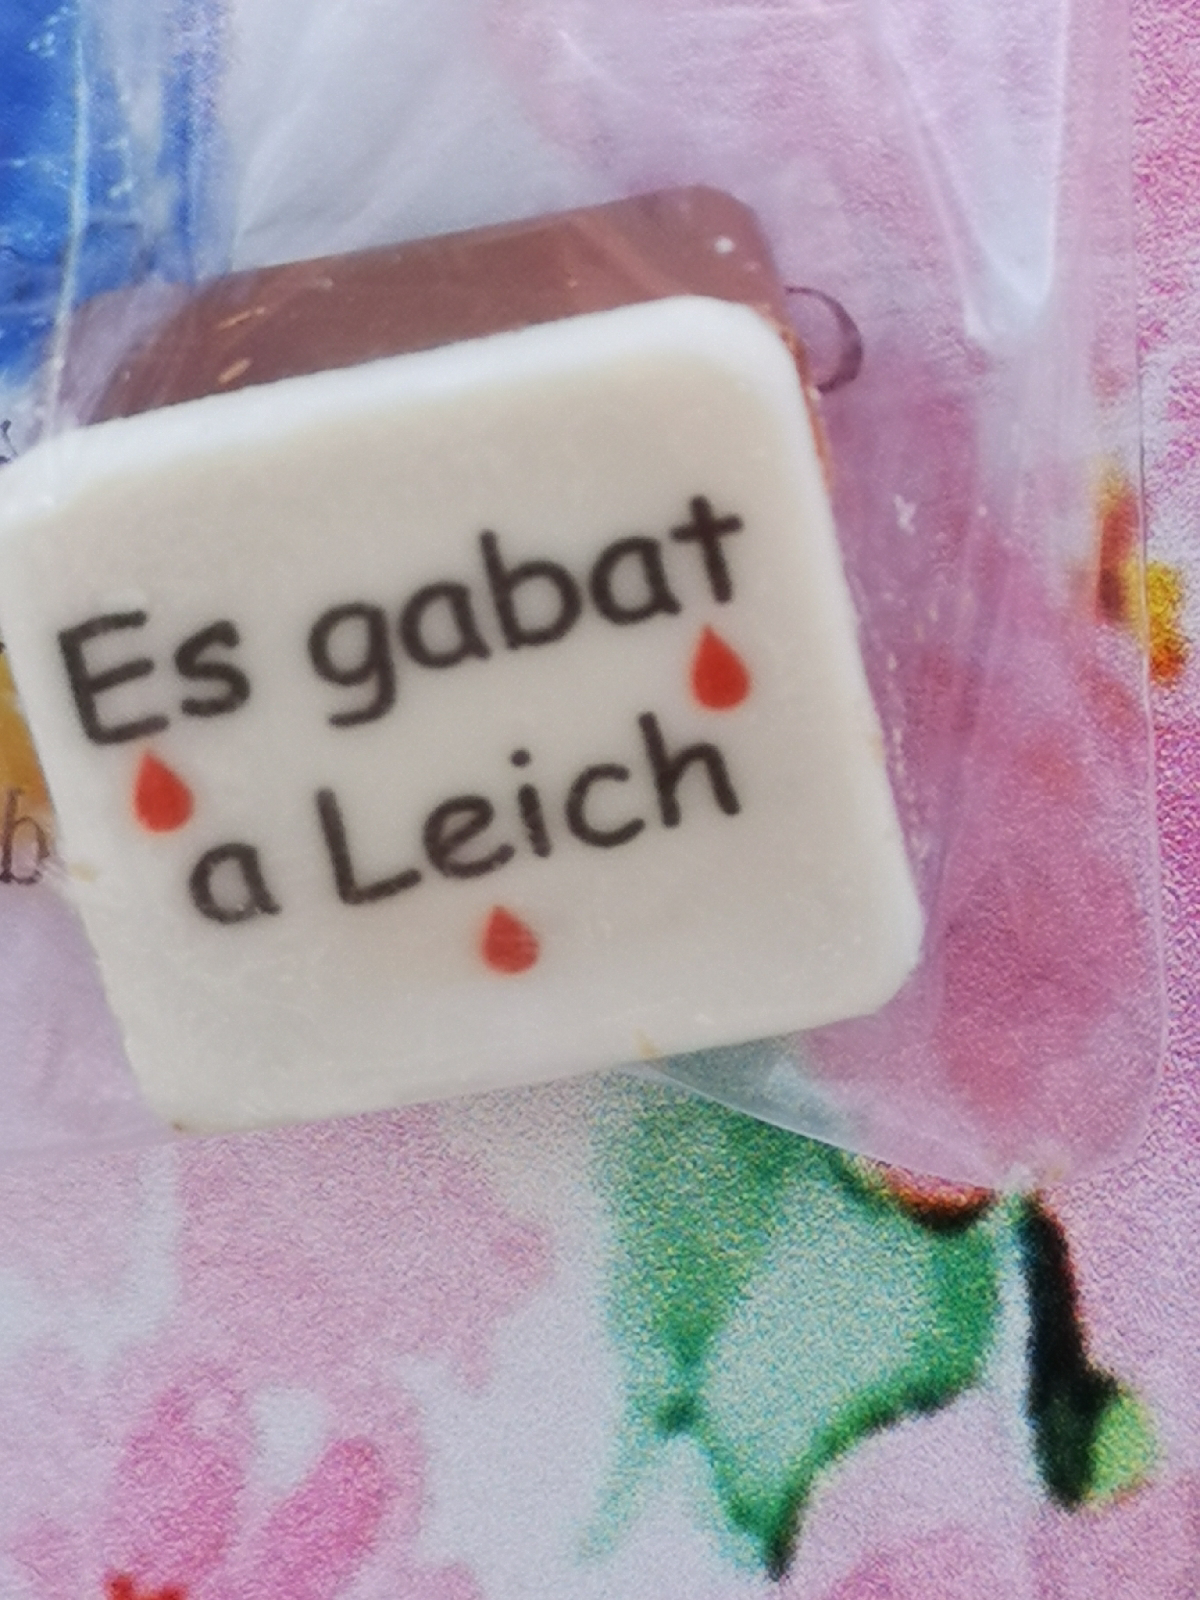 Es gabat
a Leich
b